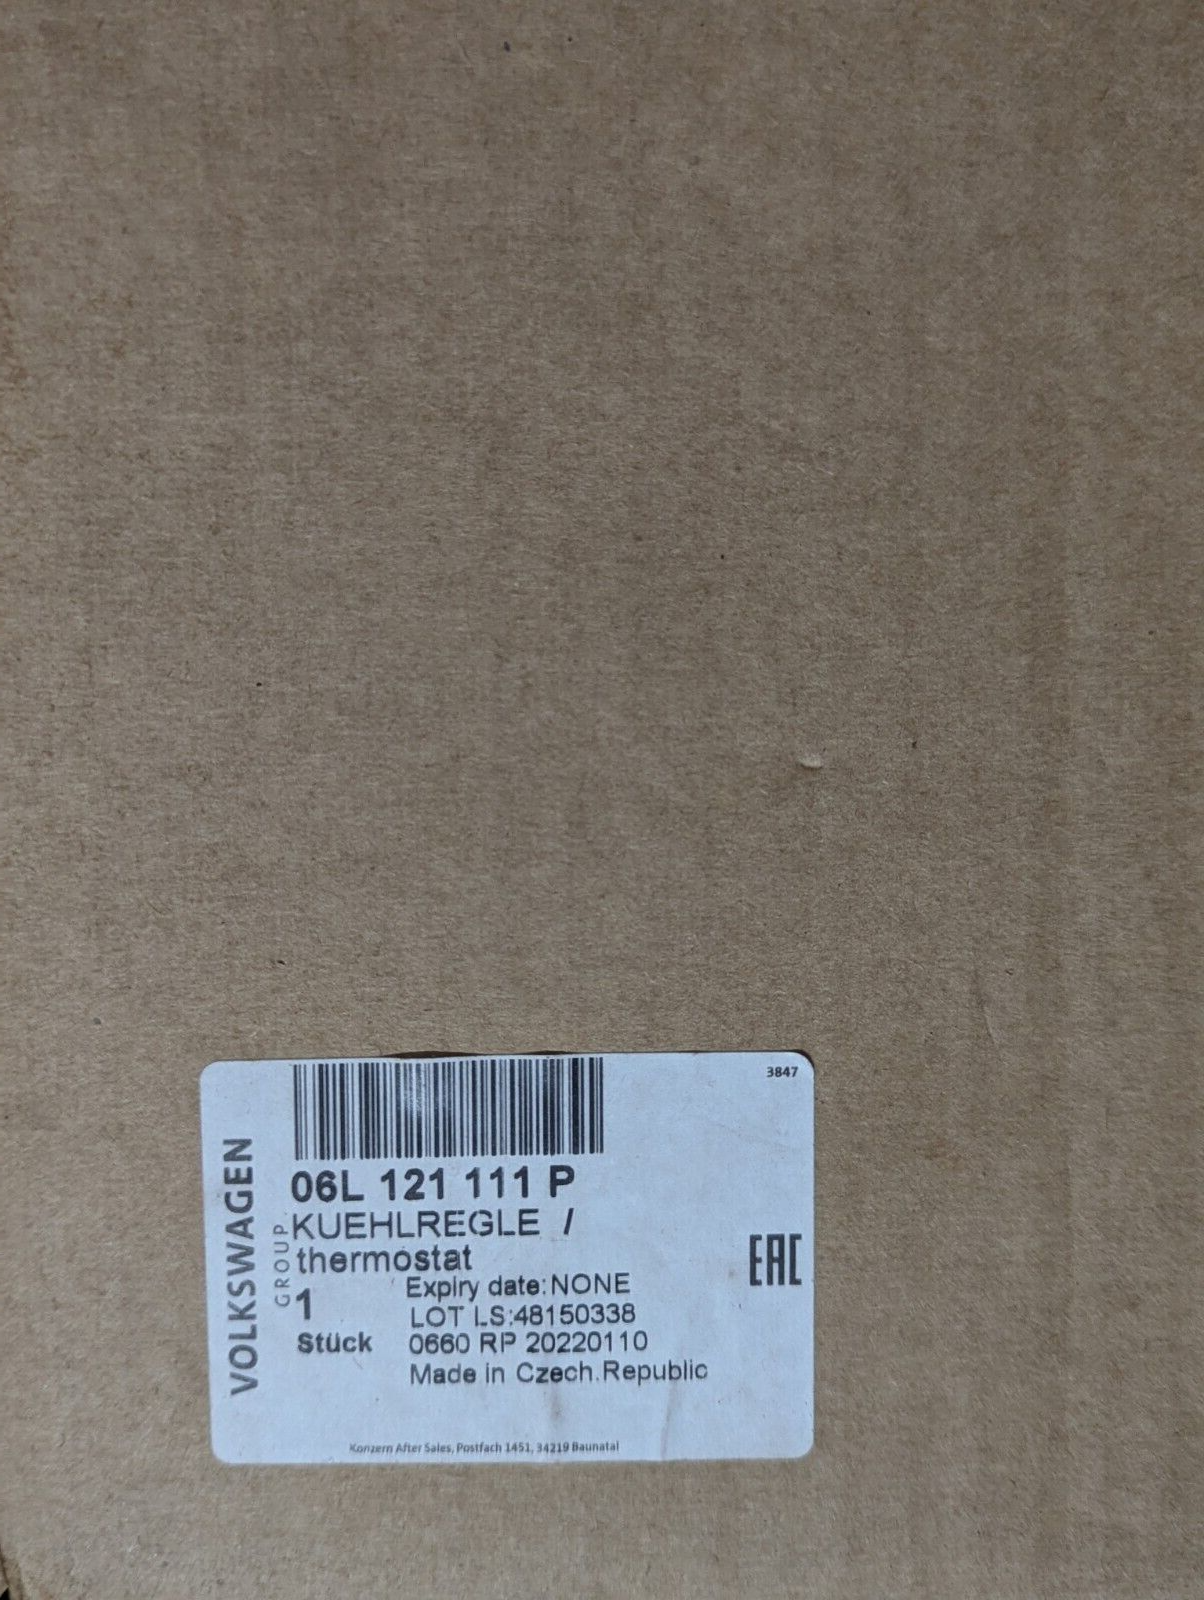 3847
VOLKSWAGEN
GROUP
06L 121 111 P
KUEHLREGLE /
thermostat
1
Stück
Expiry date:NONE
LOT LS:48150338
0660 RP 20220110
Made in Czech.Republic
EAC
Konzern After Sales, Postfach 1451, 34219 Baunatal